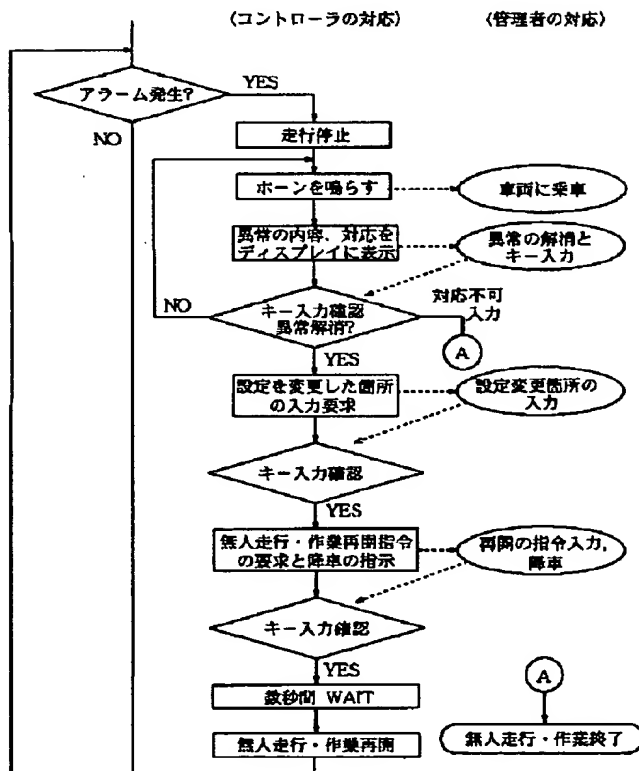 〈コントローラの対応〉
〈管理者の対応〉
アラーム発生?
YES
NO
走行停止
ホーンを鳴らす
車両に乗車
異常の内容、対応を
ディスプレイに表示
異常の解消と
キー入力
NO
キー入力確認
異常解消?
対応不可
入力
A
YES
設定を変更した箇所
の入力要求
設定変更箇所の
入力
キー入力確認
YES
無人走行・作業再開指令
の要求と降車の指示
再開の指令入力,
降車
キー入力確認
YES
数秒間 WAIT
A
無人走行・作業再開
無人走行・作業終了